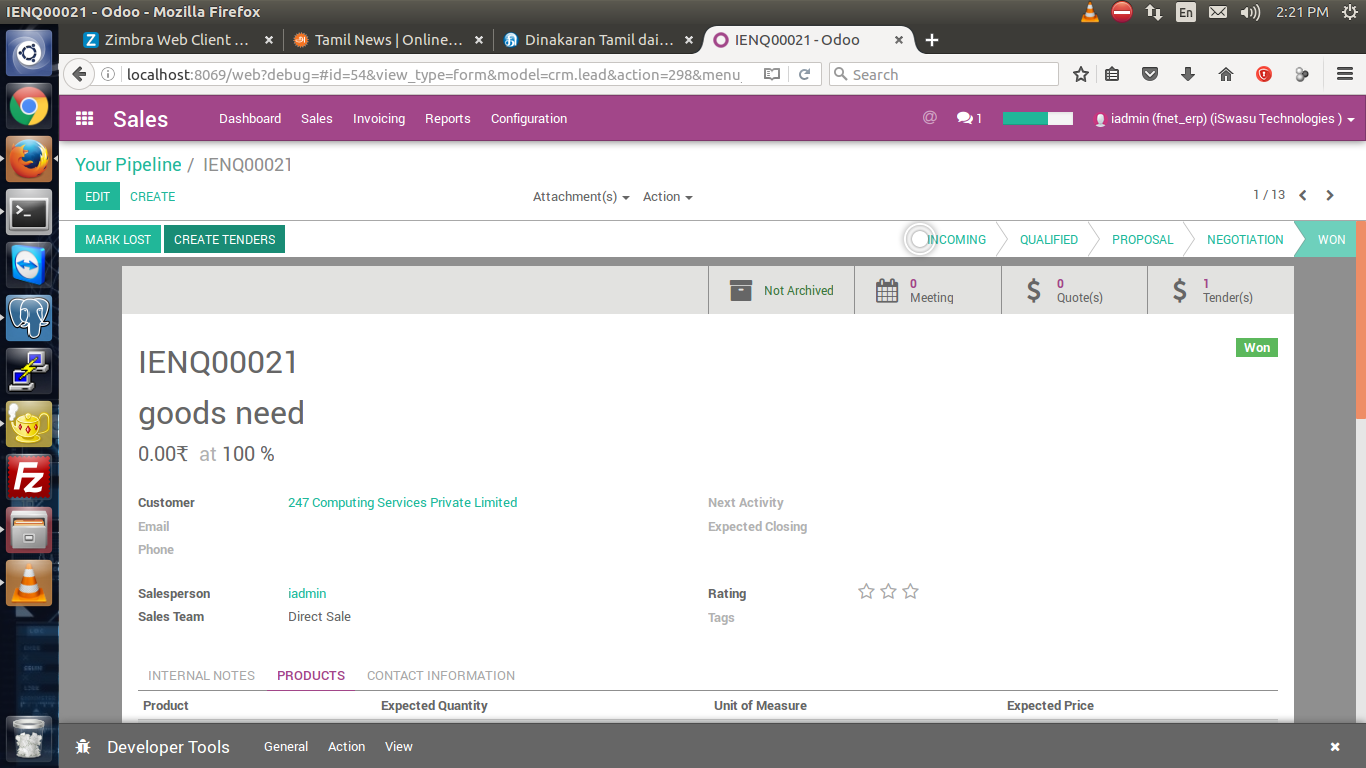 IENQ00021 - Odoo - Mozilla Firefox
En
2:21 PM
Z Zimbra Web Client ...
Tamil News | Online...
Dinakaran Tamil dai...
IENQ00021 - Odoo
localhost:8069/web?debug=#id=54&view_type=form&model=crm.lead&action=298&menu_
Search
Sales
Dashboard
Sales
Invoicing
Reports
Configuration
@
1
iadmin (fnet_erp) (iSwasu Technologies )
Your Pipeline / IENQ00021
EDIT
CREATE
Attachment(s)
Action
1 / 13
MARK LOST
CREATE TENDERS
INCOMING
QUALIFIED
PROPOSAL
NEGOTIATION
WON
Not Archived
0
Meeting
$
0
Quote(s)
$
1
Tender(s)
IENQ00021
Won
goods need
0.00₹ at 100 %
Customer
247 Computing Services Private Limited
Next Activity
Email
Expected Closing
Phone
Salesperson
iadmin
Rating
Sales Team
Direct Sale
Tags
INTERNAL NOTES
PRODUCTS
CONTACT INFORMATION
Product
Expected Quantity
Unit of Measure
Expected Price
Fz
Developer Tools
General
Action
View